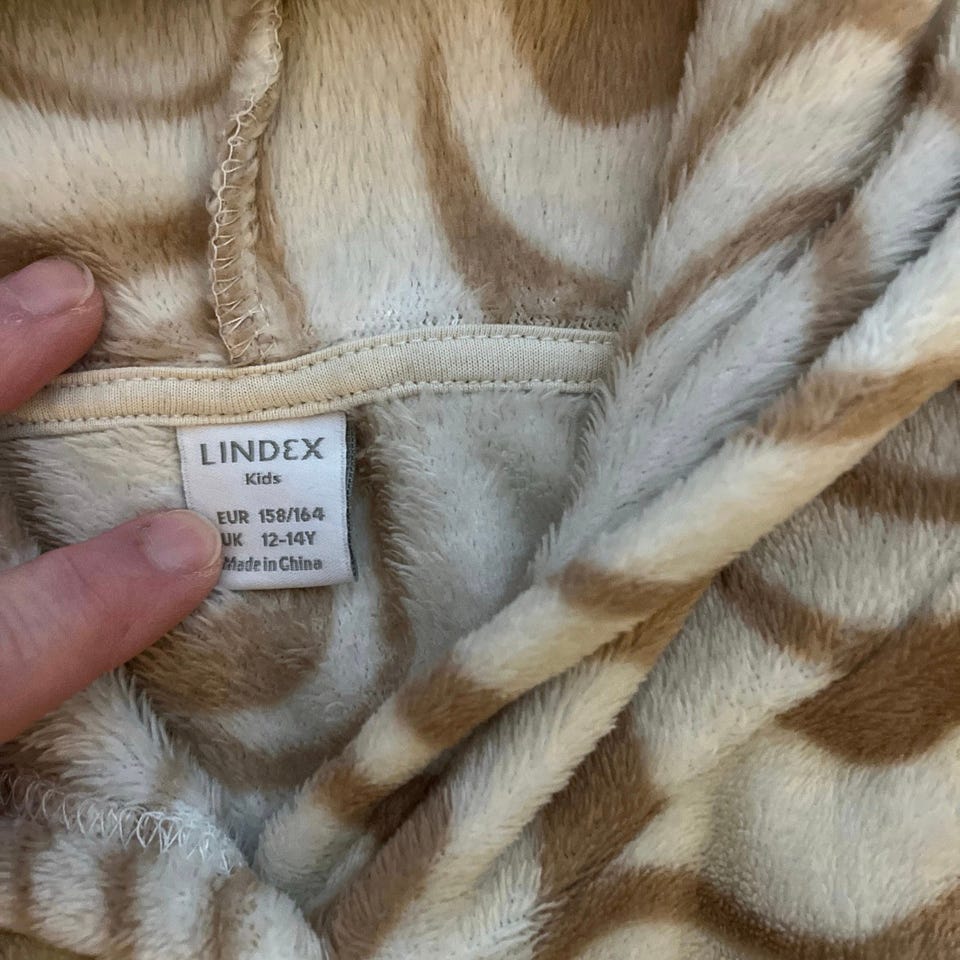 LINDEX
Kids
EUR 158/164
UK 12-14Y
Made in China